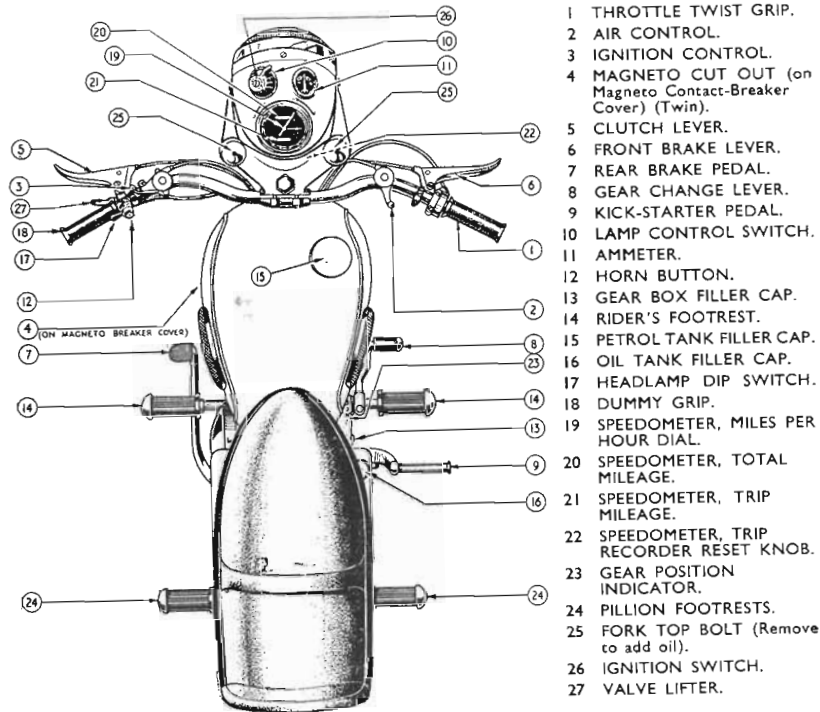 26
20
10
19
11
21
25
25
22
5
3
6
27
18
1
17
15
12
2
4 (ON MAGNETO BREAKER COVER)
7
8
23
14
14
13
9
16
24
24
1 THROTTLE TWIST GRIP.
2 AIR CONTROL.
3 IGNITION CONTROL.
4 MAGNETO CUT OUT (on
Magneto Contact-Breaker
Cover) (Twin).
5 CLUTCH LEVER.
6 FRONT BRAKE LEVER.
7 REAR BRAKE PEDAL.
8 GEAR CHANGE LEVER.
9 KICK-STARTER PEDAL.
10 LAMP CONTROL SWITCH.
11 AMMETER.
12 HORN BUTTON.
13 GEAR BOX FILLER CAP.
14 RIDER'S FOOTREST.
15 PETROL TANK FILLER CAP.
16 OIL TANK FILLER CAP.
17 HEADLAMP DIP SWITCH.
18 DUMMY GRIP.
19 SPEEDOMETER, MILES PER
HOUR DIAL.
20 SPEEDOMETER, TOTAL
MILEAGE.
21 SPEEDOMETER, TRIP
MILEAGE.
22 SPEEDOMETER, TRIP
RECORDER RESET KNOB.
23 GEAR POSITION
INDICATOR.
24 PILLION FOOTRESTS.
25 FORK TOP BOLT (Remove
to add oil).
26 IGNITION SWITCH.
27 VALVE LIFTER.